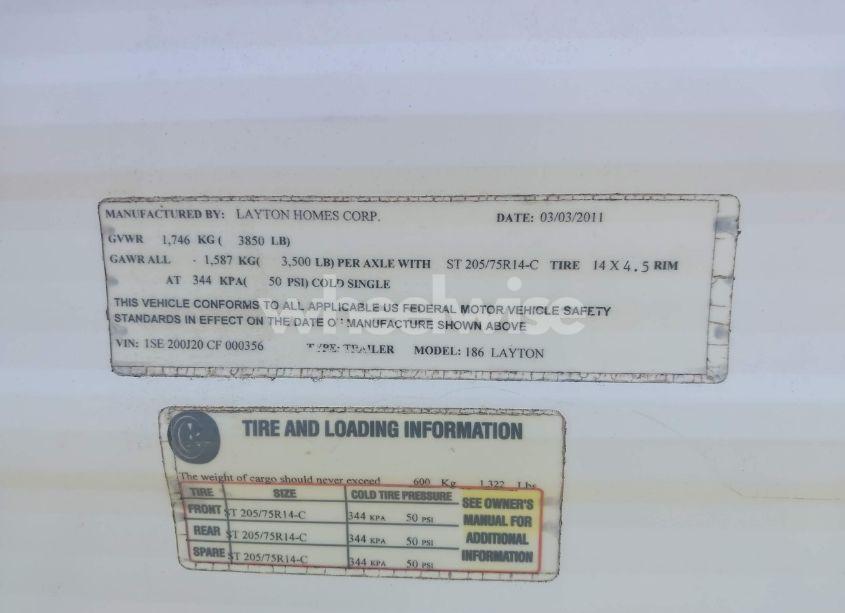 MANUFACTURED BY: LAYTON HOMES CORP. DATE: 03/03/2011
GVWR 1,746 KG ( 3850 LB)
GAWR ALL - 1,587 KG( 3,500 LB) PER AXLE WITH ST 205/75R14-C TIRE 14 X 4.5 RIM
AT 344 KPA( 50 PSI) COLD SINGLE
THIS VEHICLE CONFORMS TO ALL APPLICABLE US FEDERAL MOTOR VEHICLE SAFETY
STANDARDS IN EFFECT ON THE DATE OF MANUFACTURE SHOWN ABOVE
wheelwise
VIN: 1SE 200J20 CF 000356 TYPE: TRAILER MODEL: 186 LAYTON
TIRE AND LOADING INFORMATION
The weight of cargo should never exceed 600 Kg 1,322 Lbs
TIRE SIZE COLD TIRE PRESSURE
FRONT ST 205/75R14-C 344 KPA 50 PSI
REAR ST 205/75R14-C 344 KPA 50 PSI
SPARE ST 205/75R14-C 344 KPA 50 PSI
SEE OWNER'S
MANUAL FOR
ADDITIONAL
INFORMATION